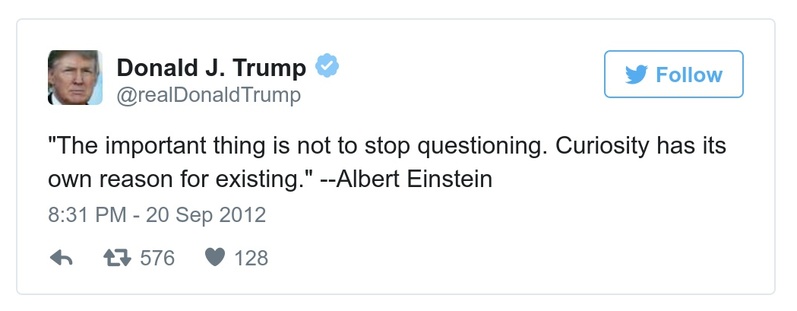 Donald J. Trump
@realDonaldTrump
Follow
"The important thing is not to stop questioning. Curiosity has its
own reason for existing." --Albert Einstein
8:31 PM - 20 Sep 2012
576 128